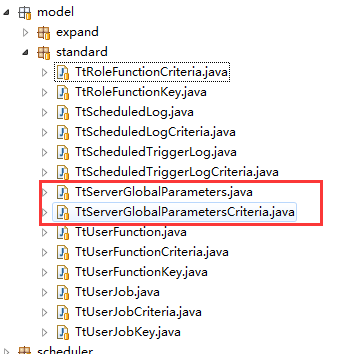 model
expand
standard
TtRoleFunctionCriteria.java
TtRoleFunctionKey.java
TtScheduledLog.java
TtScheduledLogCriteria.java
TtScheduledTriggerLog.java
TtScheduledTriggerLogCriteria.java
TtServerGlobalParameters.java
TtServerGlobalParametersCriteria.java
TtUserFunction.java
TtUserFunctionCriteria.java
TtUserFunctionKey.java
TtUserJob.java
TtUserJobCriteria.java
TtUserJobKey.java
scheduler